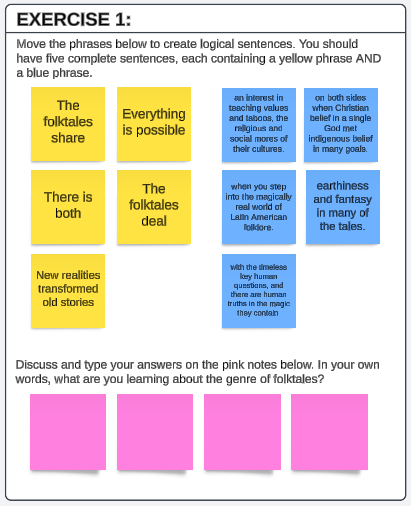 EXERCISE 1:
Move the phrases below to create logical sentences. You should
have five complete sentences, each containing a yellow phrase AND
a blue phrase.
The
folktales
share
Everything
is possible
an interest in
teaching values
and taboos, the
religious and
social mores of
their cultures.
on both sides
when Christian
belief in a single
God met
indigenous belief
in many goals.
There is
both
The
folktales
deal
when you step
into the magically
real world of
Latin American
folklore.
earthiness
and fantasy
in many of
the tales.
New realities
transformed
old stories
with the timeless
key human
questions, and
there are human
truths in the magic
they contain
Discuss and type your answers on the pink notes below. In your own
words, what are you learning about the genre of folktales?